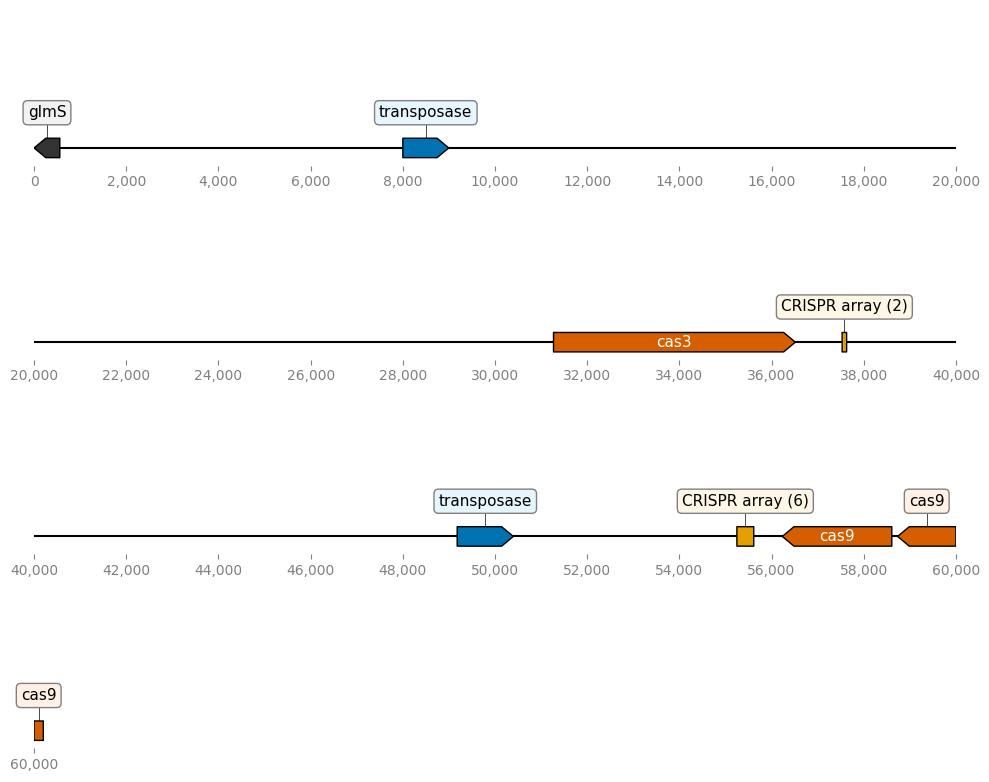 glmS
transposase
0 2,000 4,000 6,000 8,000 10,000 12,000 14,000 16,000 18,000 20,000
CRISPR array (2)
cas3
20,000 22,000 24,000 26,000 28,000 30,000 32,000 34,000 36,000 38,000 40,000
transposase
CRISPR array (6)
cas9
cas9
40,000 42,000 44,000 46,000 48,000 50,000 52,000 54,000 56,000 58,000 60,000
cas9
60,000